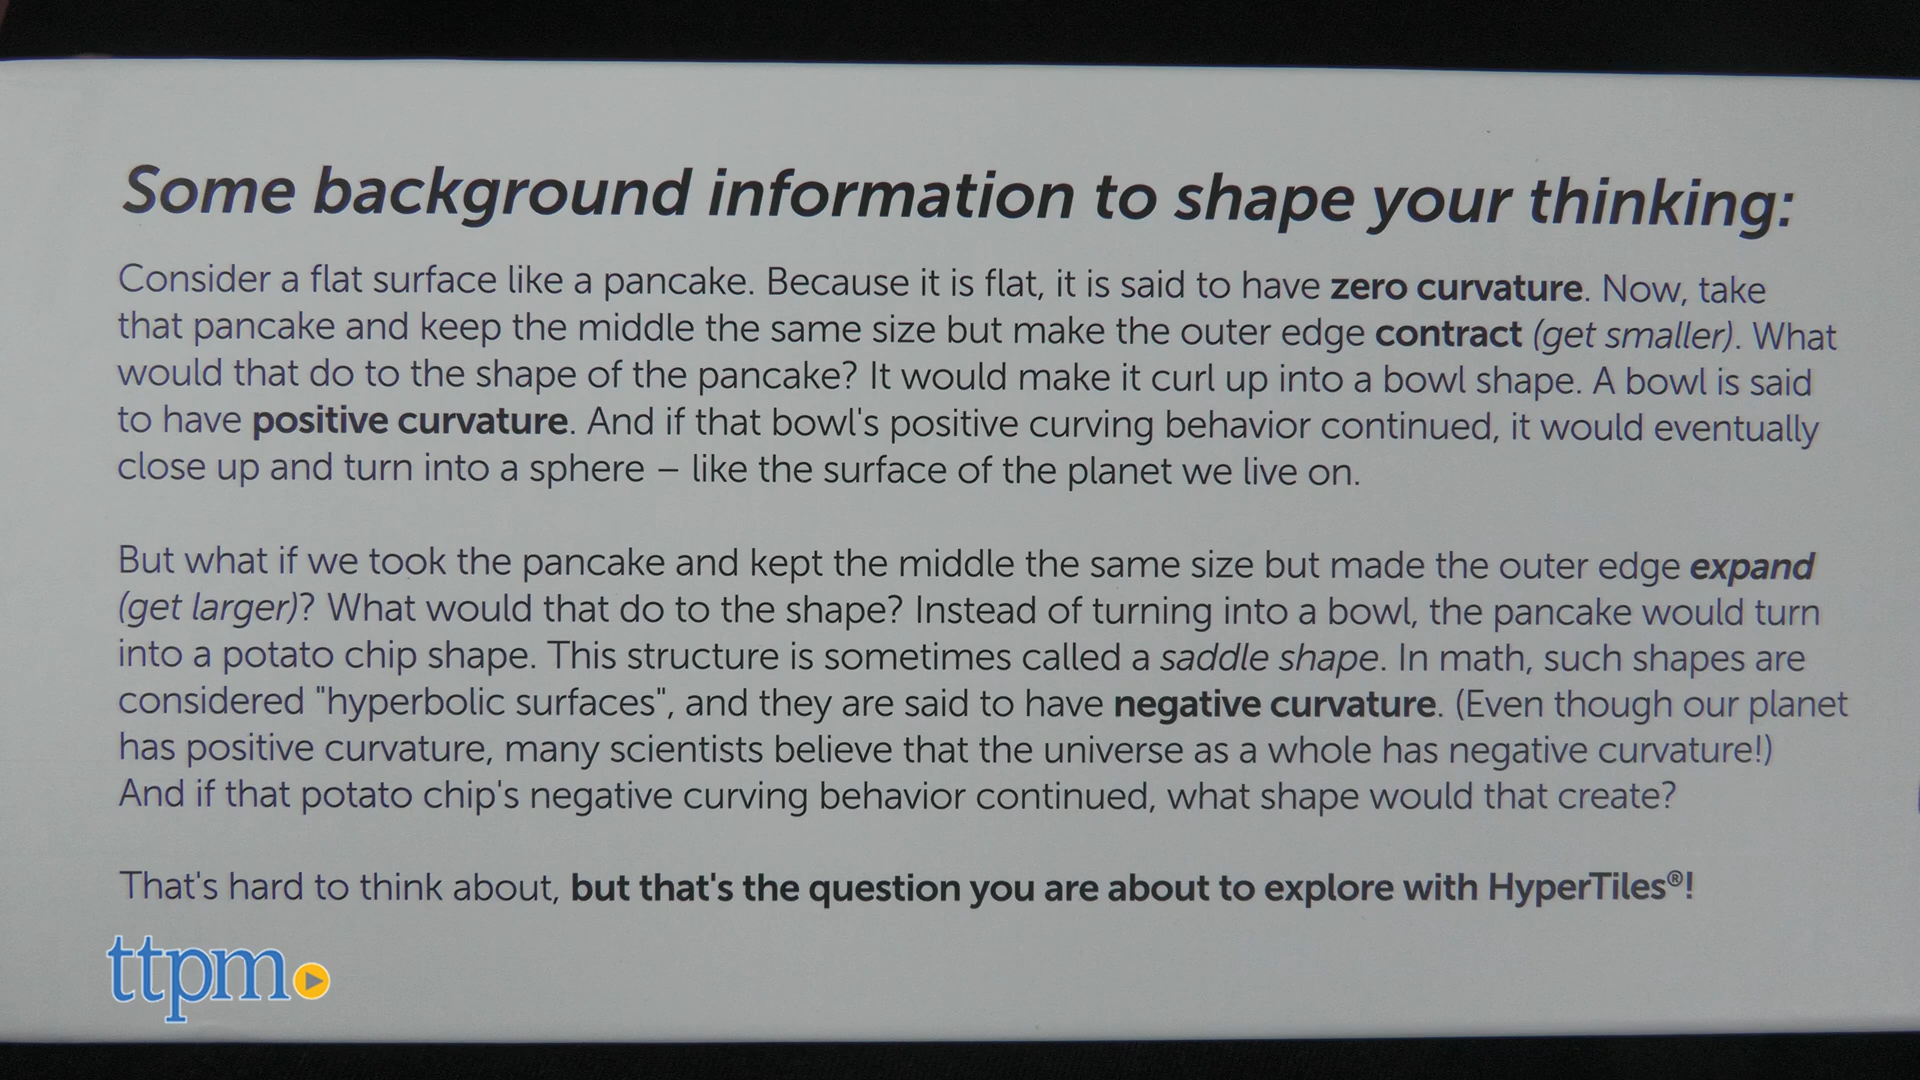 Some background information to shape your thinking:
Consider a flat surface like a pancake. Because it is flat, it is said to have zero curvature. Now, take
that pancake and keep the middle the same size but make the outer edge contract (get smaller). What
would that do to the shape of the pancake? It would make it curl up into a bowl shape. A bowl is said
to have positive curvature. And if that bowl's positive curving behavior continued, it would eventually
close up and turn into a sphere – like the surface of the planet we live on.
But what if we took the pancake and kept the middle the same size but made the outer edge expand
(get larger)? What would that do to the shape? Instead of turning into a bowl, the pancake would turn
into a potato chip shape. This structure is sometimes called a saddle shape. In math, such shapes are
considered "hyperbolic surfaces", and they are said to have negative curvature. (Even though our planet
has positive curvature, many scientists believe that the universe as a whole has negative curvature!)
And if that potato chip's negative curving behavior continued, what shape would that create?
That's hard to think about, but that's the question you are about to explore with HyperTiles®!
ttpm